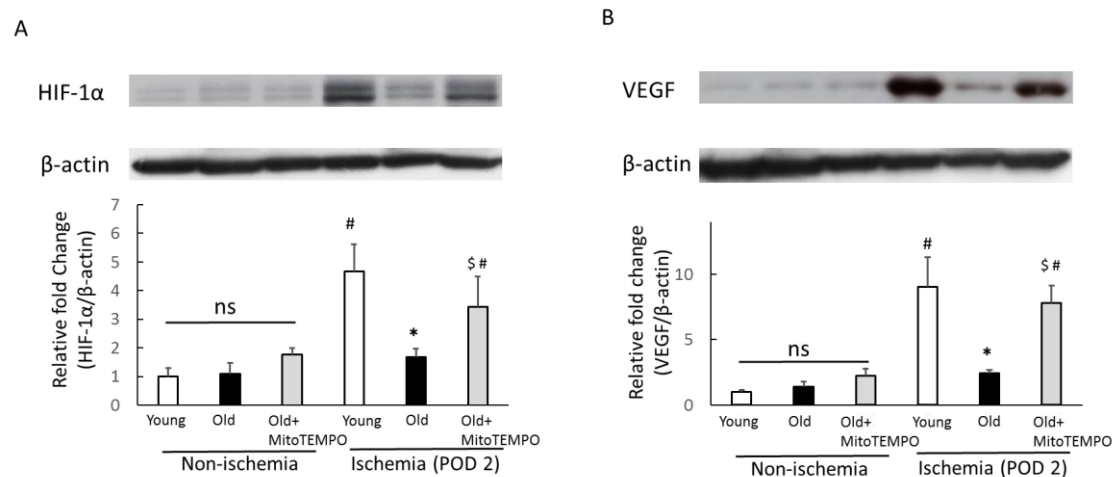 A
HIF-1α
β-actin
Relative fold Change
(HIF-1α/β-actin)
7
6
5
4
3
2
1
0
#
$ #
ns
*
Young
Old
Old+
MitoTEMPO
Young
Old
Old+
MitoTEMPO
Non-ischemia
Ischemia (POD 2)
B
VEGF
β-actin
Relative fold change
(VEGF/β-actin)
10
5
0
#
$ #
ns
*
Young
Old
Old+
MitoTEMPO
Young
Old
Old+
MitoTEMPO
Non-ischemia
Ischemia (POD 2)